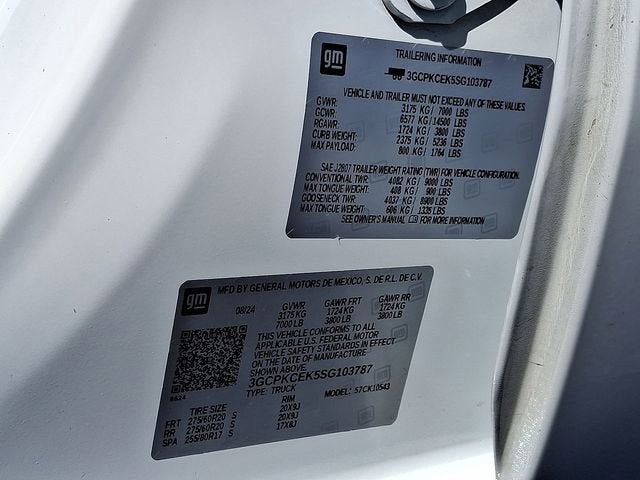 gm
TRAILERING INFORMATION
3GCPKCEK5SG103787
VEHICLE AND TRAILER MUST NOT EXCEED ANY OF THESE VALUES
GVWR: 3175 KG/ 7000 LBS
GCWR: 6577 KG/ 14500 LBS
RGAWR: 1724 KG/ 3800 LBS
CURB WEIGHT: 2375 KG/ 5236 LBS
MAX PAYLOAD: 800 KG/ 1764 LBS
SAE J2807 TRAILER WEIGHT RATING (TWR) FOR VEHICLE CONFIGURATION.
CONVENTIONAL TWR: 4082 KG/ 9000 LBS
MAX TONGUE WEIGHT: 408 KG/ 900 LBS
GOOSENECK TWR: 4037 KG/ 8900 LBS
MAX TONGUE WEIGHT: 606 KG/ 1335 LBS
SEE OWNER'S MANUAL FOR MORE INFORMATION
gm
MFD BY GENERAL MOTORS DE MEXICO, S. DE R.L. DE C.V.
08/24 GVWR GAWR FRT GAWR RR
3175 KG 1724 KG 1724 KG
7000 LB 3800 LB 3800 LB
THIS VEHICLE CONFORMS TO ALL
APPLICABLE U.S. FEDERAL MOTOR
VEHICLE SAFETY STANDARDS IN EFFECT
ON THE DATE OF MANUFACTURE
SHOWN ABOVE.
3GCPKCEK5SG103787
TYPE: TRUCK MODEL: 57CK10543
TIRE SIZE RIM
FRT 275/60R20 S 20X9J
RR 275/60R20 S 20X9J
SPA 255/80R17 S 17X8J